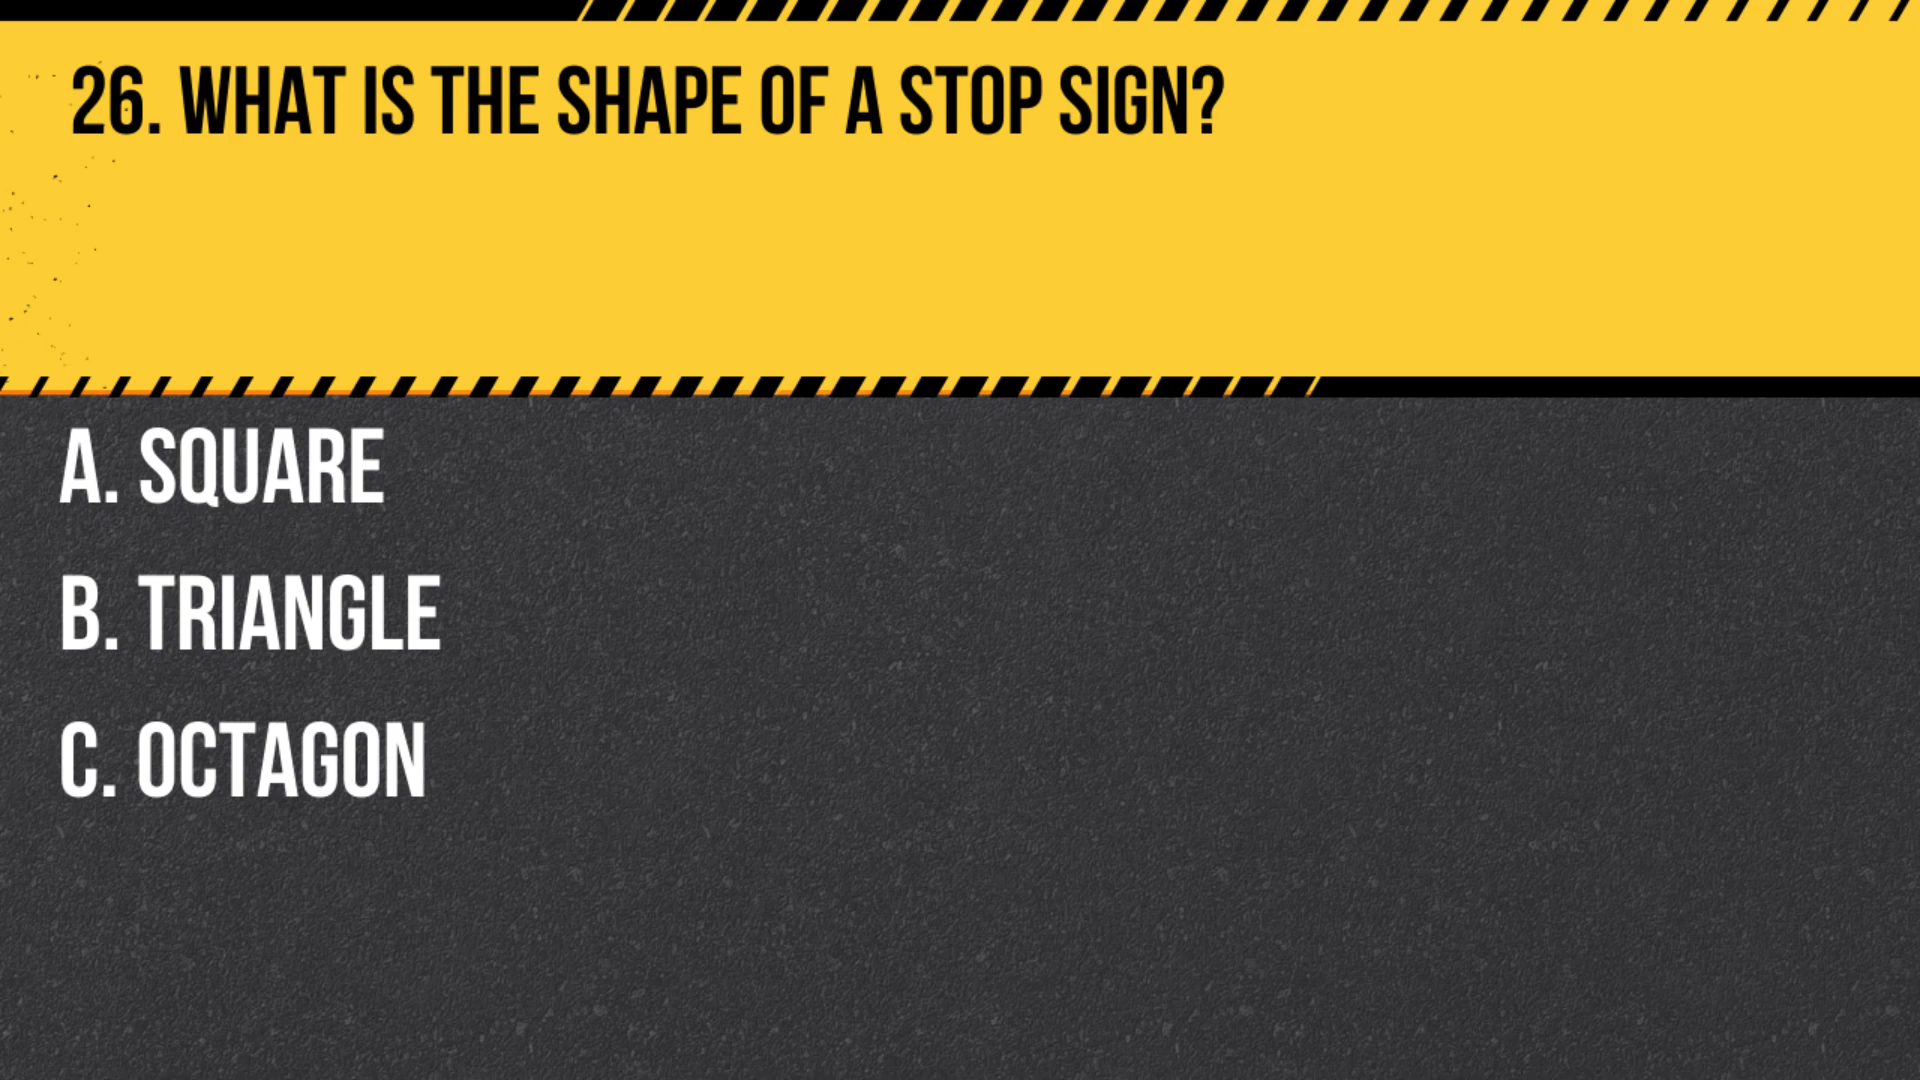 26. WHAT IS THE SHAPE OF A STOP SIGN?
A. SQUARE
B. TRIANGLE
C. OCTAGON